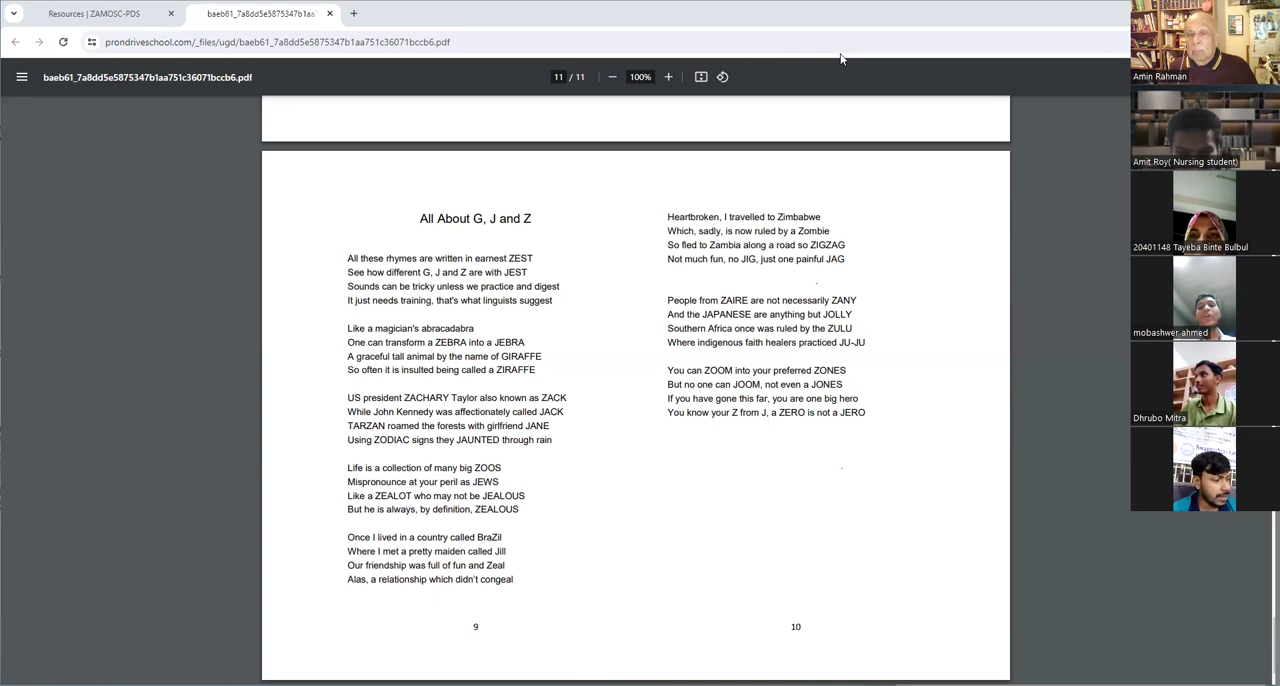 Resources | ZAMOSC-PDS
baeb61_7a8dd5e5875347b1aa
prondriveschool.com/_files/ugd/baeb61_7a8dd5e5875347b1aa751c36071bccb6.pdf
baeb61_7a8dd5e5875347b1aa751c36071bccb6.pdf
11 / 11
100%
All About G, J and Z
All these rhymes are written in earnest ZEST
See how different G, J and Z are with JEST
Sounds can be tricky unless we practice and digest
It just needs training, that's what linguists suggest
Like a magician's abracadabra
One can transform a ZEBRA into a JEBRA
A graceful tall animal by the name of GIRAFFE
So often it is insulted being called a ZIRAFFE
US president ZACHARY Taylor also known as ZACK
While John Kennedy was affectionately called JACK
TARZAN roamed the forests with girlfriend JANE
Using ZODIAC signs they JAUNTED through rain
Life is a collection of many big ZOOS
Mispronounce at your peril as JEWS
Like a ZEALOT who may not be JEALOUS
But he is always, by definition, ZEALOUS
Once I lived in a country called BraZil
Where I met a pretty maiden called Jill
Our friendship was full of fun and Zeal
Alas, a relationship which didn't congeal
9
Heartbroken, I travelled to Zimbabwe
Which, sadly, is now ruled by a Zombie
So fled to Zambia along a road so ZIGZAG
Not much fun, no JIG, just one painful JAG
People from ZAIRE are not necessarily ZANY
And the JAPANESE are anything but JOLLY
Southern Africa once was ruled by the ZULU
Where indigenous faith healers practiced JU-JU
You can ZOOM into your preferred ZONES
But no one can JOOM, not even a JONES
If you have gone this far, you are one big hero
You know your Z from J, a ZERO is not a JERO
10
Amin Rahman
Amit Roy( Nursing student)
20401148 Tayeba Binte Bulbul
mobashwer ahmed
Dhrubo Mitra